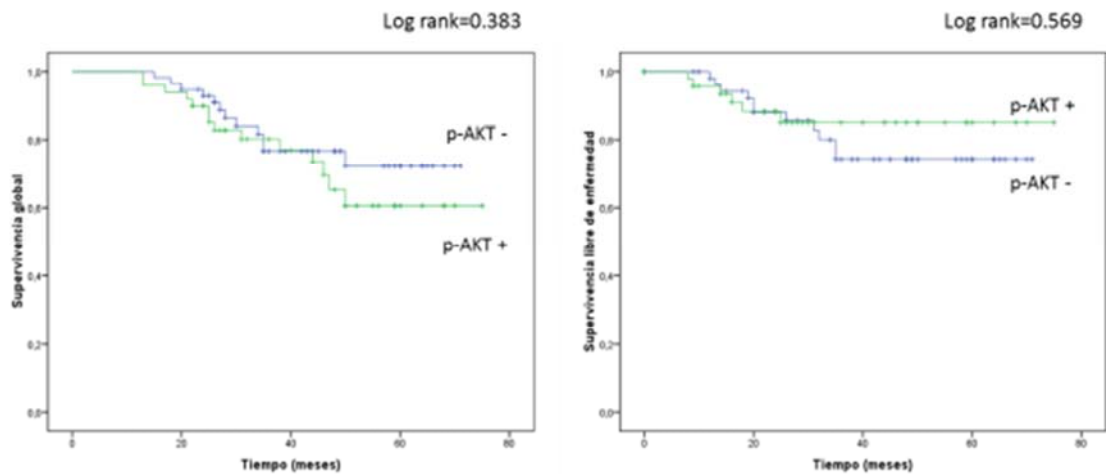 Log rank=0.383
Supervivencia global
1,0
0,8
0,6
0,4
0,2
0,0
p-AKT -
p-AKT +
0 20 40 60 80
Tiempo (meses)
Log rank=0.569
Supervivencia libre de enfermedad
1,0
0,8
0,6
0,4
0,2
0,0
p-AKT +
p-AKT -
0 20 40 60 80
Tiempo (meses)